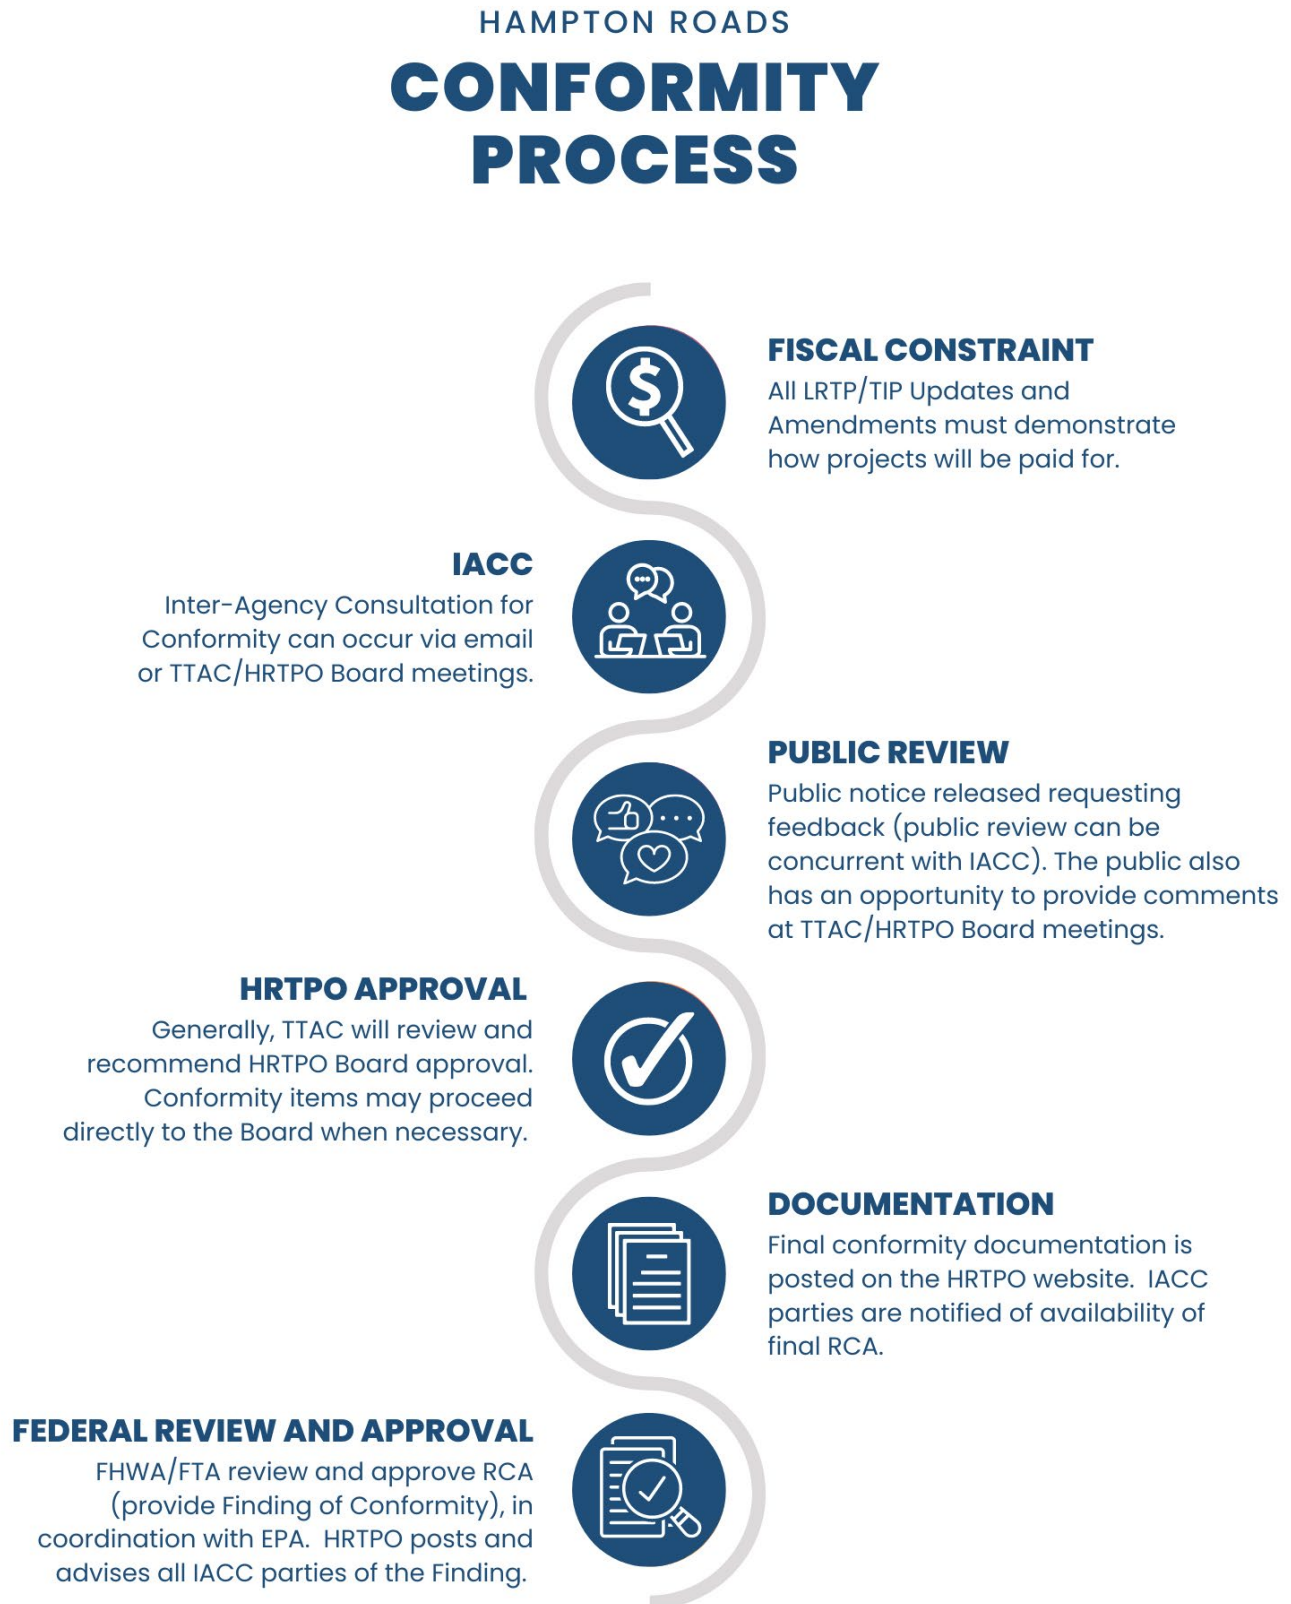 HAMPTON ROADS
CONFORMITY
PROCESS
$
FISCAL CONSTRAINT
All LRTP/TIP Updates and
Amendments must demonstrate
how projects will be paid for.
IACC
Inter-Agency Consultation for
Conformity can occur via email
or TTAC/HRTPO Board meetings.
PUBLIC REVIEW
Public notice released requesting
feedback (public review can be
concurrent with IACC). The public also
has an opportunity to provide comments
at TTAC/HRTPO Board meetings.
HRTPO APPROVAL
Generally, TTAC will review and
recommend HRTPO Board approval.
Conformity items may proceed
directly to the Board when necessary.
DOCUMENTATION
Final conformity documentation is
posted on the HRTPO website.  IACC
parties are notified of availability of
final RCA.
FEDERAL REVIEW AND APPROVAL
FHWA/FTA review and approve RCA
(provide Finding of Conformity), in
coordination with EPA.  HRTPO posts and
advises all IACC parties of the Finding.